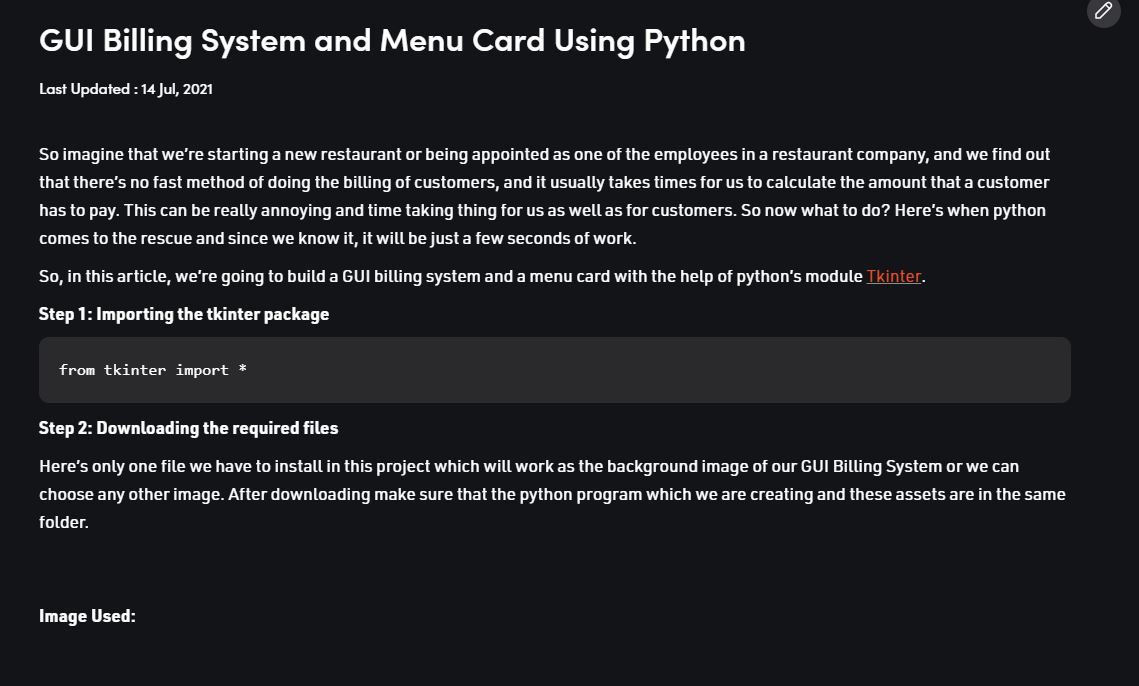 GUI Billing System and Menu Card Using Python
Last Updated : 14 Jul, 2021
So imagine that we’re starting a new restaurant or being appointed as one of the employees in a restaurant company, and we find out
that there’s no fast method of doing the billing of customers, and it usually takes times for us to calculate the amount that a customer
has to pay. This can be really annoying and time taking thing for us as well as for customers. So now what to do? Here’s when python
comes to the rescue and since we know it, it will be just a few seconds of work.
So, in this article, we’re going to build a GUI billing system and a menu card with the help of python’s module Tkinter.
Step 1: Importing the tkinter package
from tkinter import *
Step 2: Downloading the required files
Here’s only one file we have to install in this project which will work as the background image of our GUI Billing System or we can
choose any other image. After downloading make sure that the python program which we are creating and these assets are in the same
folder.
Image Used: